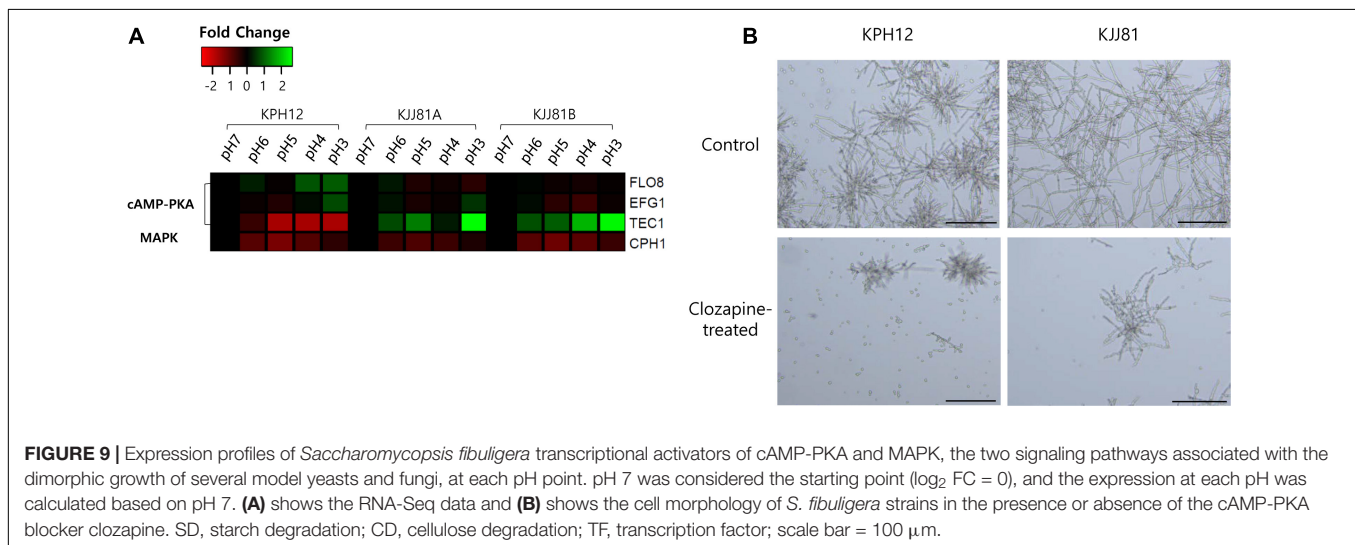 A
Fold Change
-2 -1 0 1 2
KPH12 KJJ81A KJJ81B
pH7 pH6 pH5 pH4 pH3 pH7 pH6 pH5 pH4 pH3 pH7 pH6 pH5 pH4 pH3
cAMP-PKA
MAPK
FLO8
EFG1
TEC1
CPH1
B
KPH12 KJJ81
Control
Clozapine-
treated
FIGURE 9 | Expression profiles of Saccharomycopsis fibuligera transcriptional activators of cAMP-PKA and MAPK, the two signaling pathways associated with the
dimorphic growth of several model yeasts and fungi, at each pH point. pH 7 was considered the starting point (log₂ FC = 0), and the expression at each pH was
calculated based on pH 7. (A) shows the RNA-Seq data and (B) shows the cell morphology of S. fibuligera strains in the presence or absence of the cAMP-PKA
blocker clozapine. SD, starch degradation; CD, cellulose degradation; TF, transcription factor; scale bar = 100 μm.